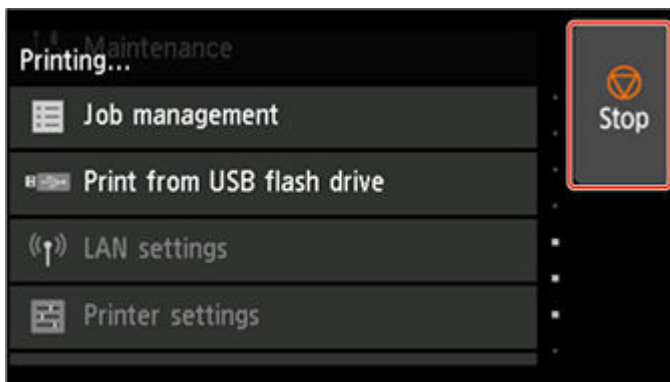 Maintenance
Printing...
Job management
Stop
Print from USB flash drive
LAN settings
Printer settings